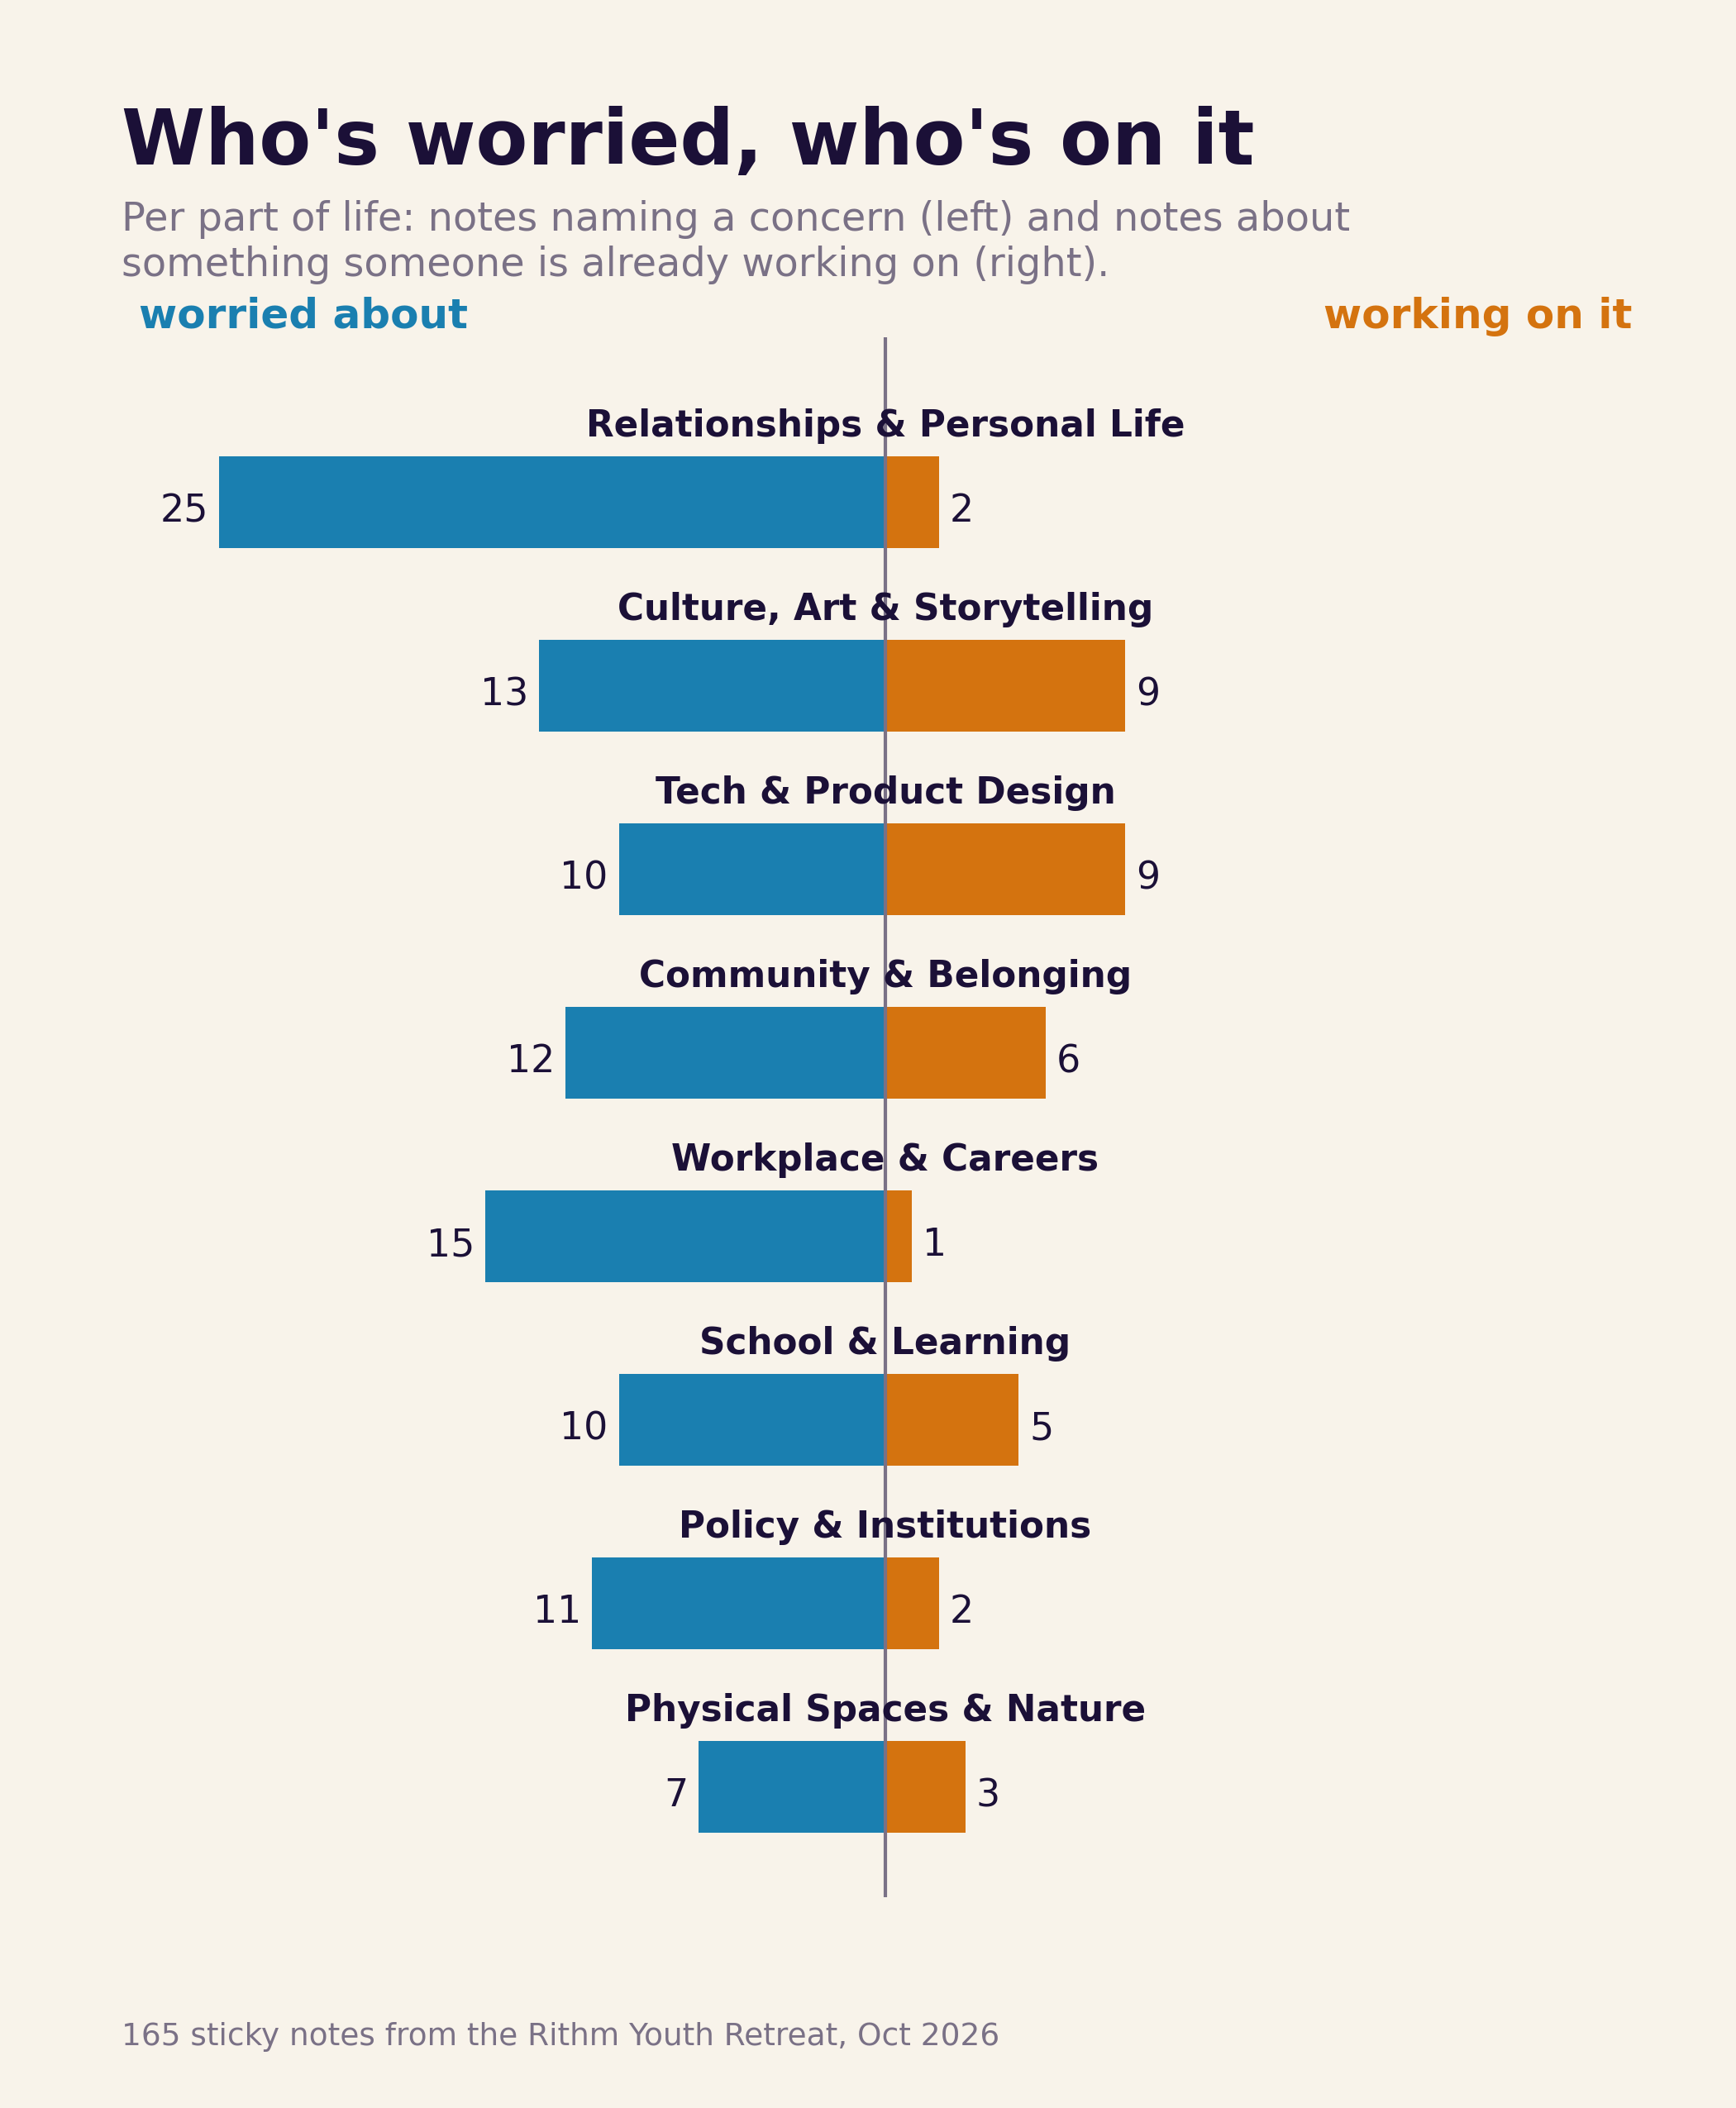 Who's worried, who's on it
Per part of life: notes naming a concern (left) and notes about
something someone is already working on (right).
worried about
working on it
Relationships & Personal Life
25
2
Culture, Art & Storytelling
13
9
Tech & Product Design
10
9
Community & Belonging
12
6
Workplace & Careers
15
1
School & Learning
10
5
Policy & Institutions
11
2
Physical Spaces & Nature
7
3
165 sticky notes from the Rithm Youth Retreat, Oct 2026